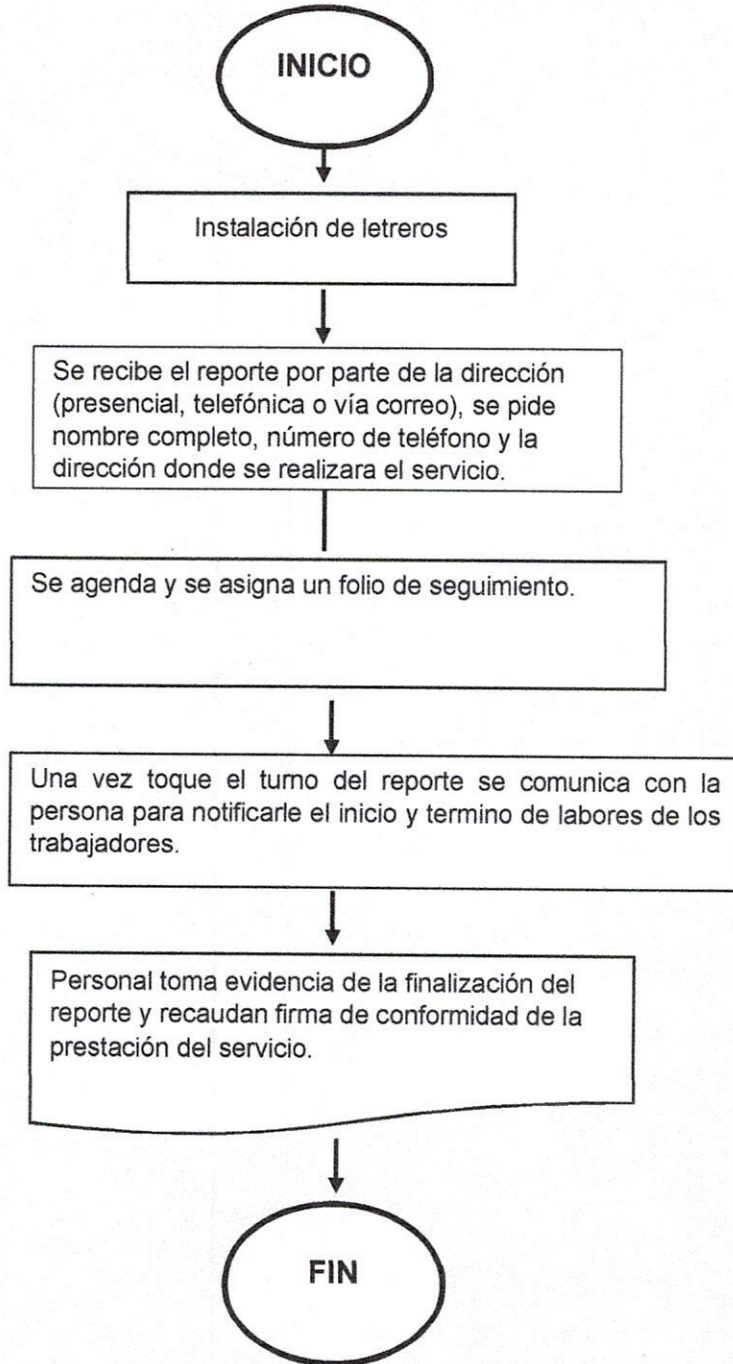 INICIO
Instalación de letreros
Se recibe el reporte por parte de la dirección
(presencial, telefónica o vía correo), se pide
nombre completo, número de teléfono y la
dirección donde se realizara el servicio.
Se agenda y se asigna un folio de seguimiento.
Una vez toque el turno del reporte se comunica con la
persona para notificarle el inicio y termino de labores de los
trabajadores.
Personal toma evidencia de la finalización del
reporte y recaudan firma de conformidad de la
prestación del servicio.
FIN